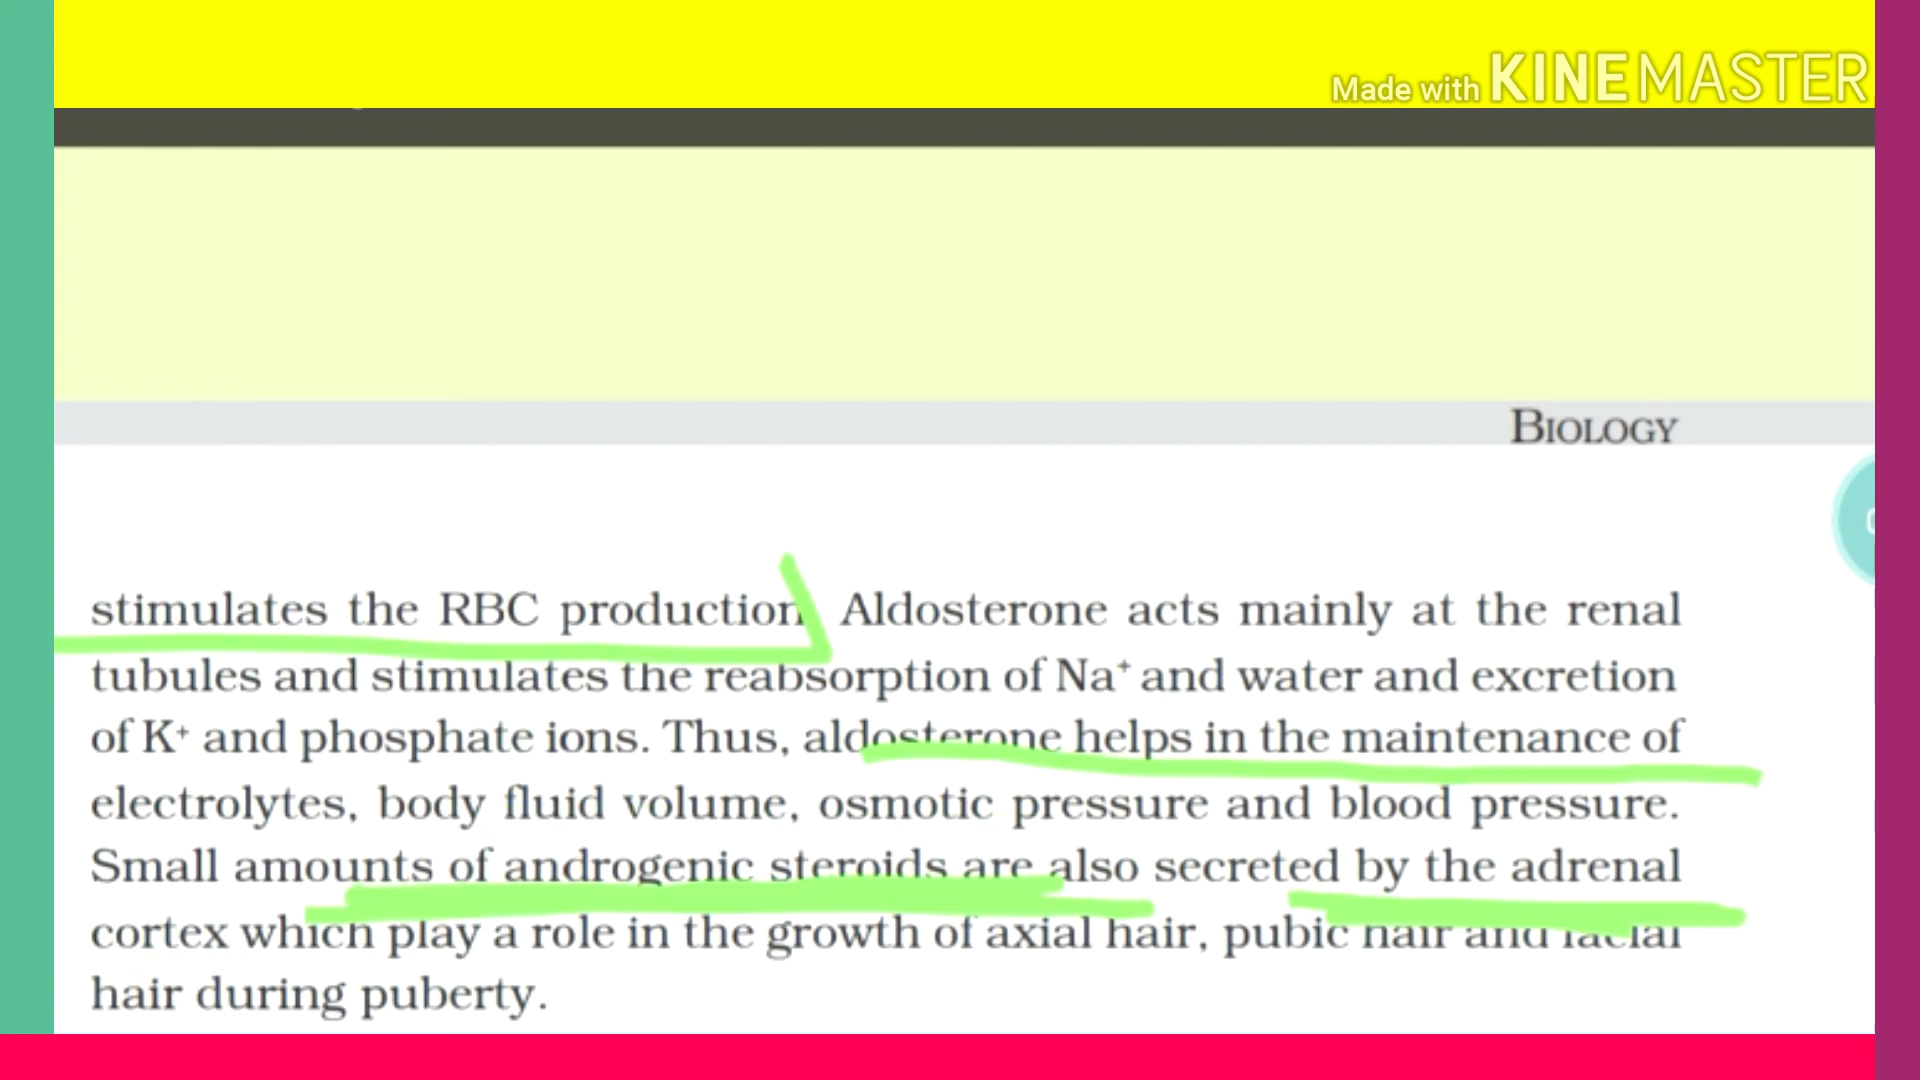 Made with KINEMASTER
BIOLOGY
stimulates the RBC production Aldosterone acts mainly at the renal
tubules and stimulates the reabsorption of Na⁺ and water and excretion
of K⁺ and phosphate ions. Thus, aldosterone helps in the maintenance of
electrolytes, body fluid volume, osmotic pressure and blood pressure.
Small amounts of androgenic steroids are also secreted by the adrenal
cortex which play a role in the growth of axial hair, pubic hair and facial
hair during puberty.